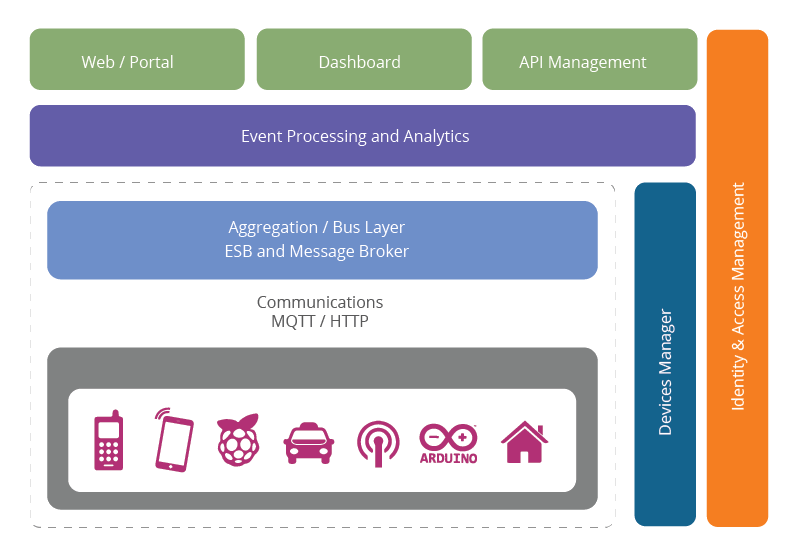 Web / Portal
Dashboard
API Management
Event Processing and Analytics
Aggregation / Bus Layer
ESB and Message Broker
Communications
MQTT / HTTP
ARDUINO
Devices Manager
Identity & Access Management